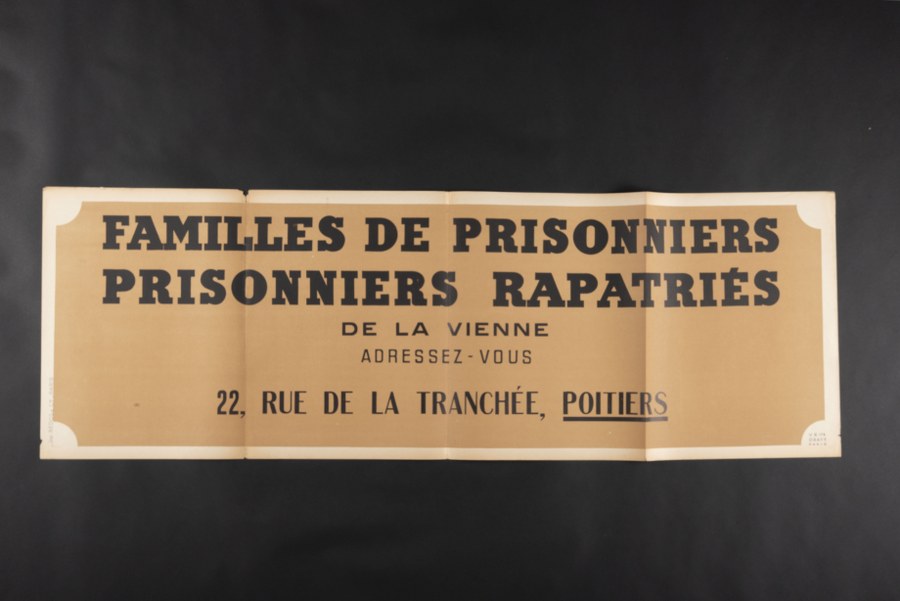 FAMILLES DE PRISONNIERS
PRISONNIERS RAPATRIÉS
DE LA VIENNE
ADRESSEZ-VOUS
22, RUE DE LA TRANCHÉE, POITIERS